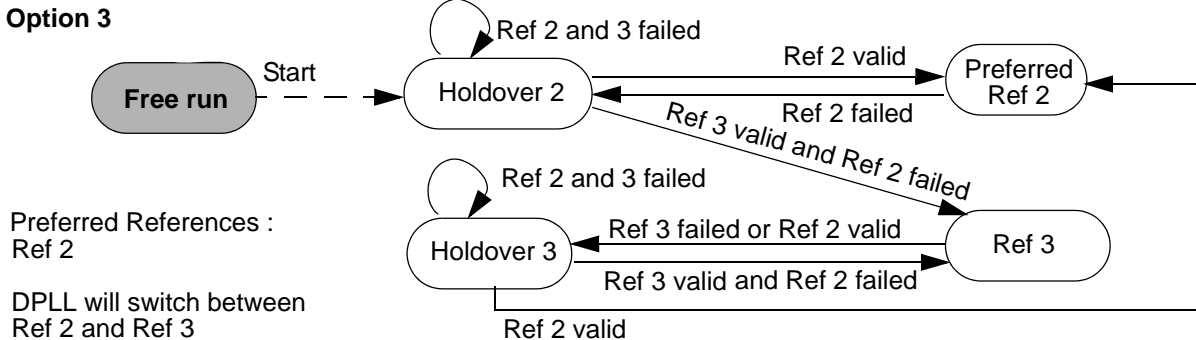 Option 3
Ref 2 and 3 failed
Start
Free run
Holdover 2
Ref 2 valid
Ref 2 failed
Preferred
Ref 2
Ref 3 valid and Ref 2 failed
Ref 2 and 3 failed
Preferred References :
Ref 2
Holdover 3
Ref 3 failed or Ref 2 valid
Ref 3 valid and Ref 2 failed
Ref 3
DPLL will switch between
Ref 2 and Ref 3
Ref 2 valid